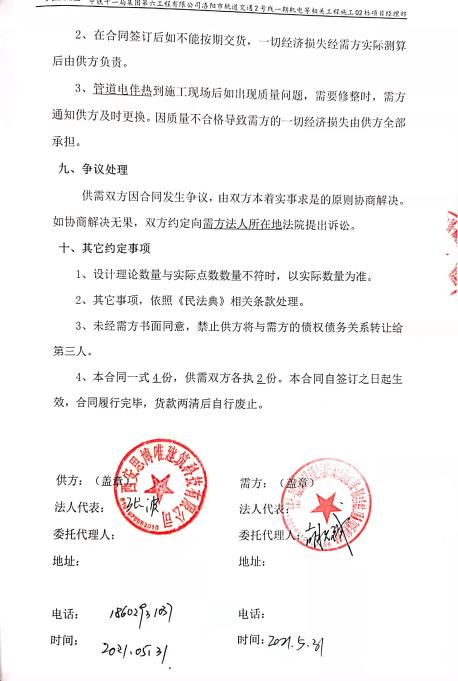 中铁十一局集团第六工程有限公司洛阳市轨道交通2号线一期机电等相关工程施工02标项目经理部
2、在合同签订后如不能按期交货，一切经济损失经需方实际测算
后由供方负责。
3、管道电伴热到施工现场后如出现质量问题，需要修整时，需方
通知供方及时更换。因质量不合格导致需方的一切经济损失由供方全部
承担。
九、争议处理
供需双方因合同发生争议，由双方本着实事求是的原则协商解决。
如协商解决无果，双方约定向需方法人所在地法院提出诉讼。
十、其它约定事项
1、设计理论数量与实际点数数量不符时，以实际数量为准。
2、其它事项，依照《民法典》相关条款处理。
3、未经需方书面同意，禁止供方将与需方的债权债务关系转让给
第三人。
4、本合同一式4份，供需双方各执2份。本合同自签订之日起生
效，合同履行完毕，货款两清后自行废止。
西安思博唯建筑科技有限公司
供方：（盖章）
需方：（盖章）
法人代表：
法人代表：
委托代理人：
委托代理人：
地址：
地址：
电话：
电话：
时间：2021.05.31
时间：2021.5.31